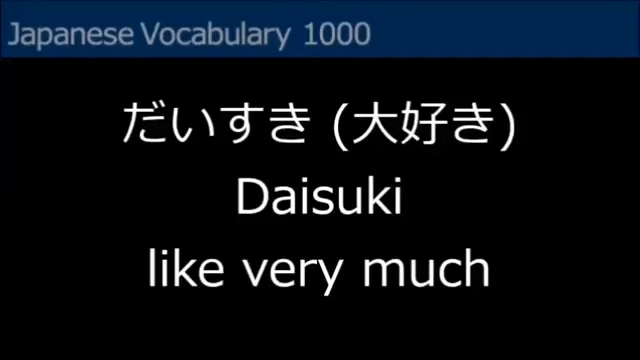 Japanese Vocabulary 1000
だいすき (大好き)
Daisuki
like very much